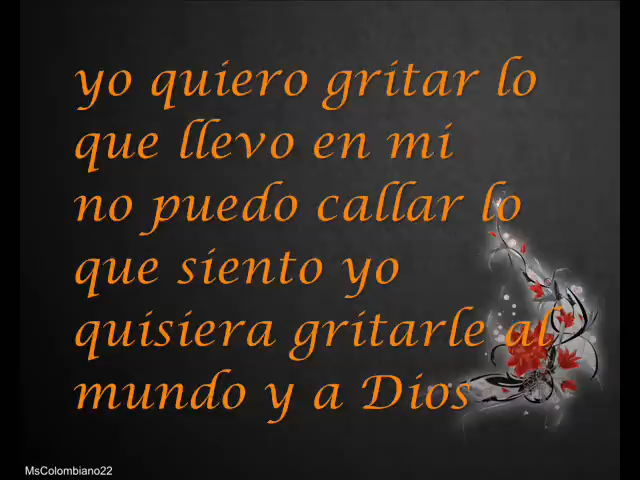 yo quiero gritar lo
que llevo en mi
no puedo callar lo
que siento yo
quisiera gritarle al
mundo y a Dios
MsColombiano22